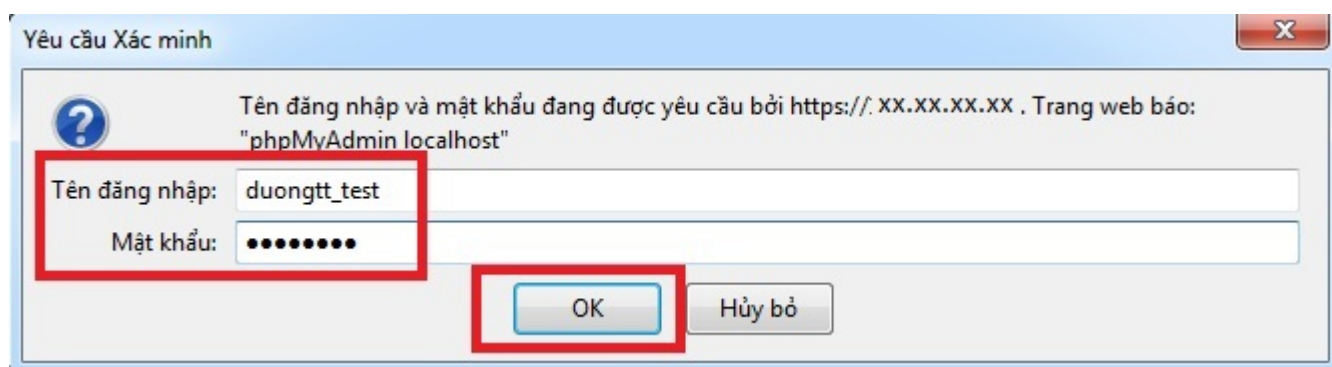 Yêu cầu Xác minh
Tên đăng nhập và mật khẩu đang được yêu cầu bởi https://: XX.XX.XX.XX . Trang web báo:
"phpMyAdmin localhost"
Tên đăng nhập: duongtt_test
Mật khẩu: ●●●●●●●●
OK Hủy bỏ